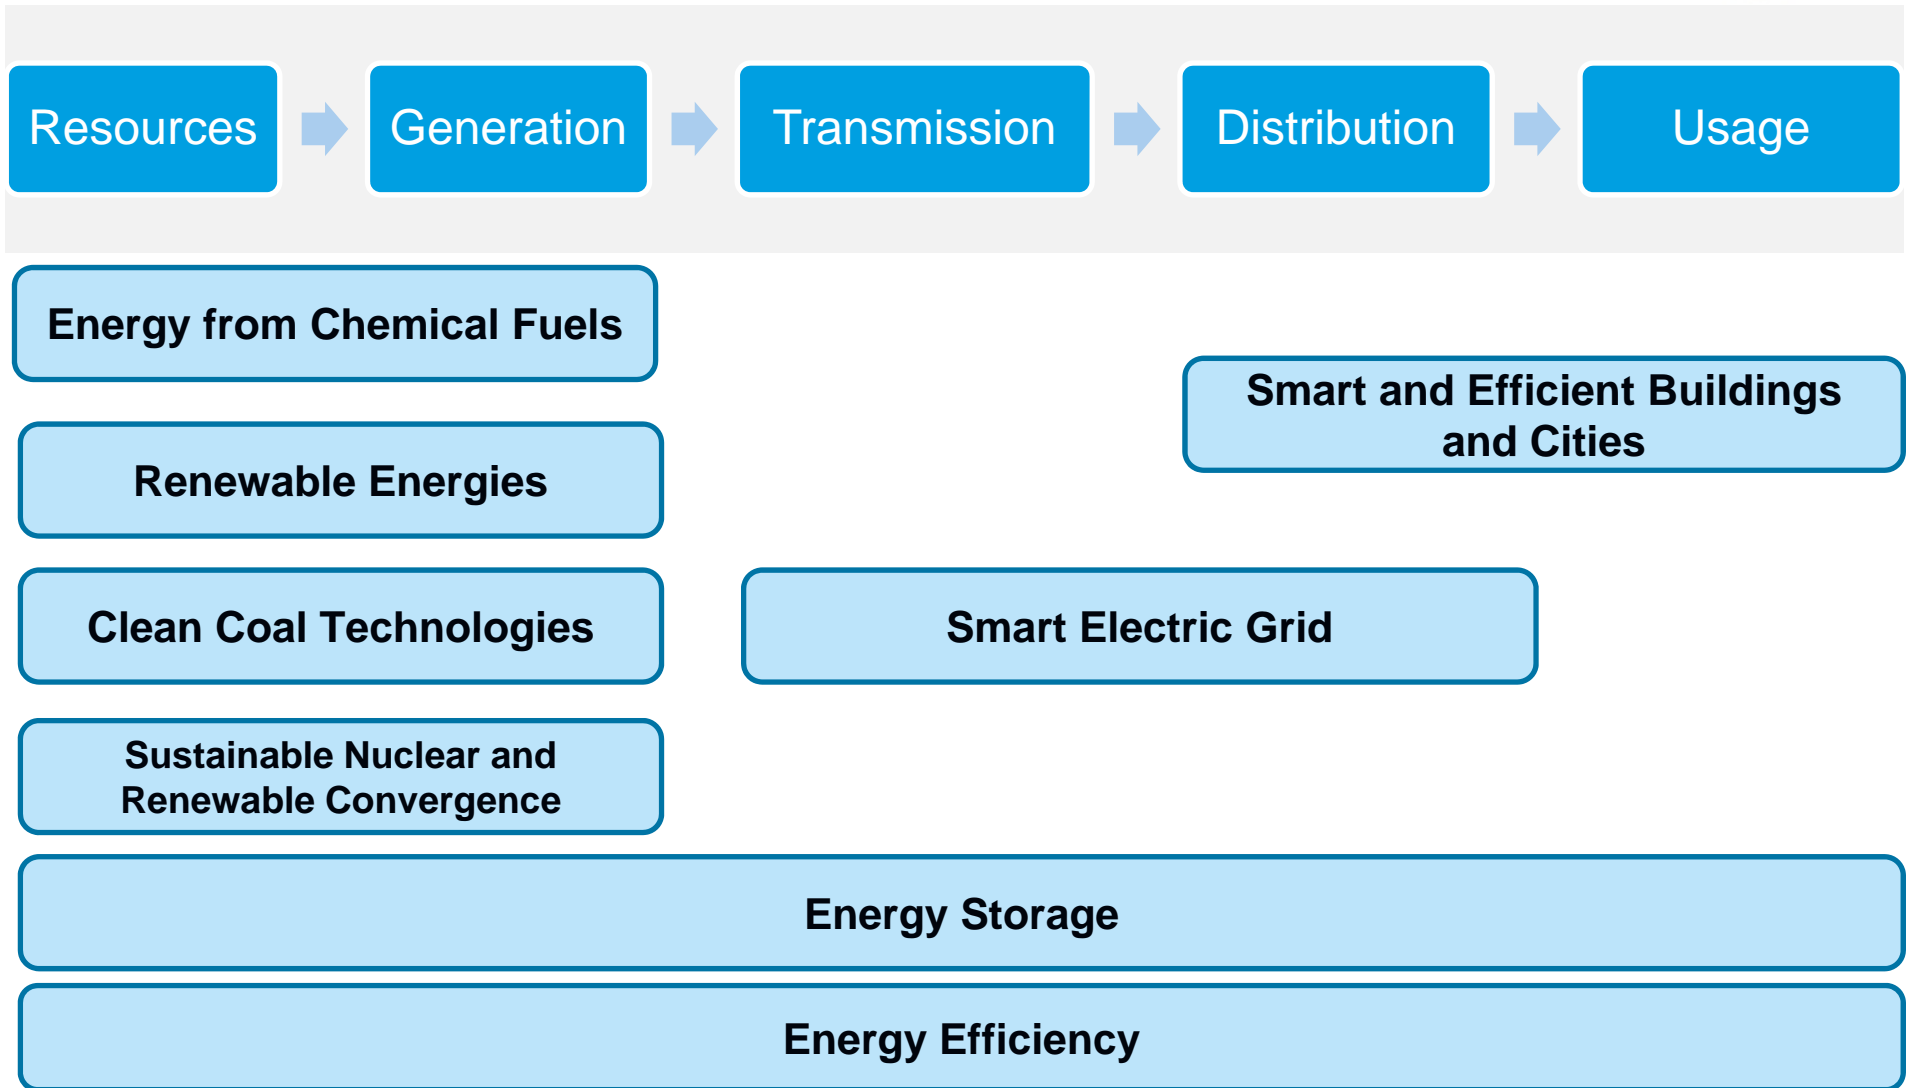 Resources
Generation
Transmission
Distribution
Usage
Energy from Chemical Fuels
Smart and Efficient Buildings
and Cities
Renewable Energies
Clean Coal Technologies
Smart Electric Grid
Sustainable Nuclear and
Renewable Convergence
Energy Storage
Energy Efficiency